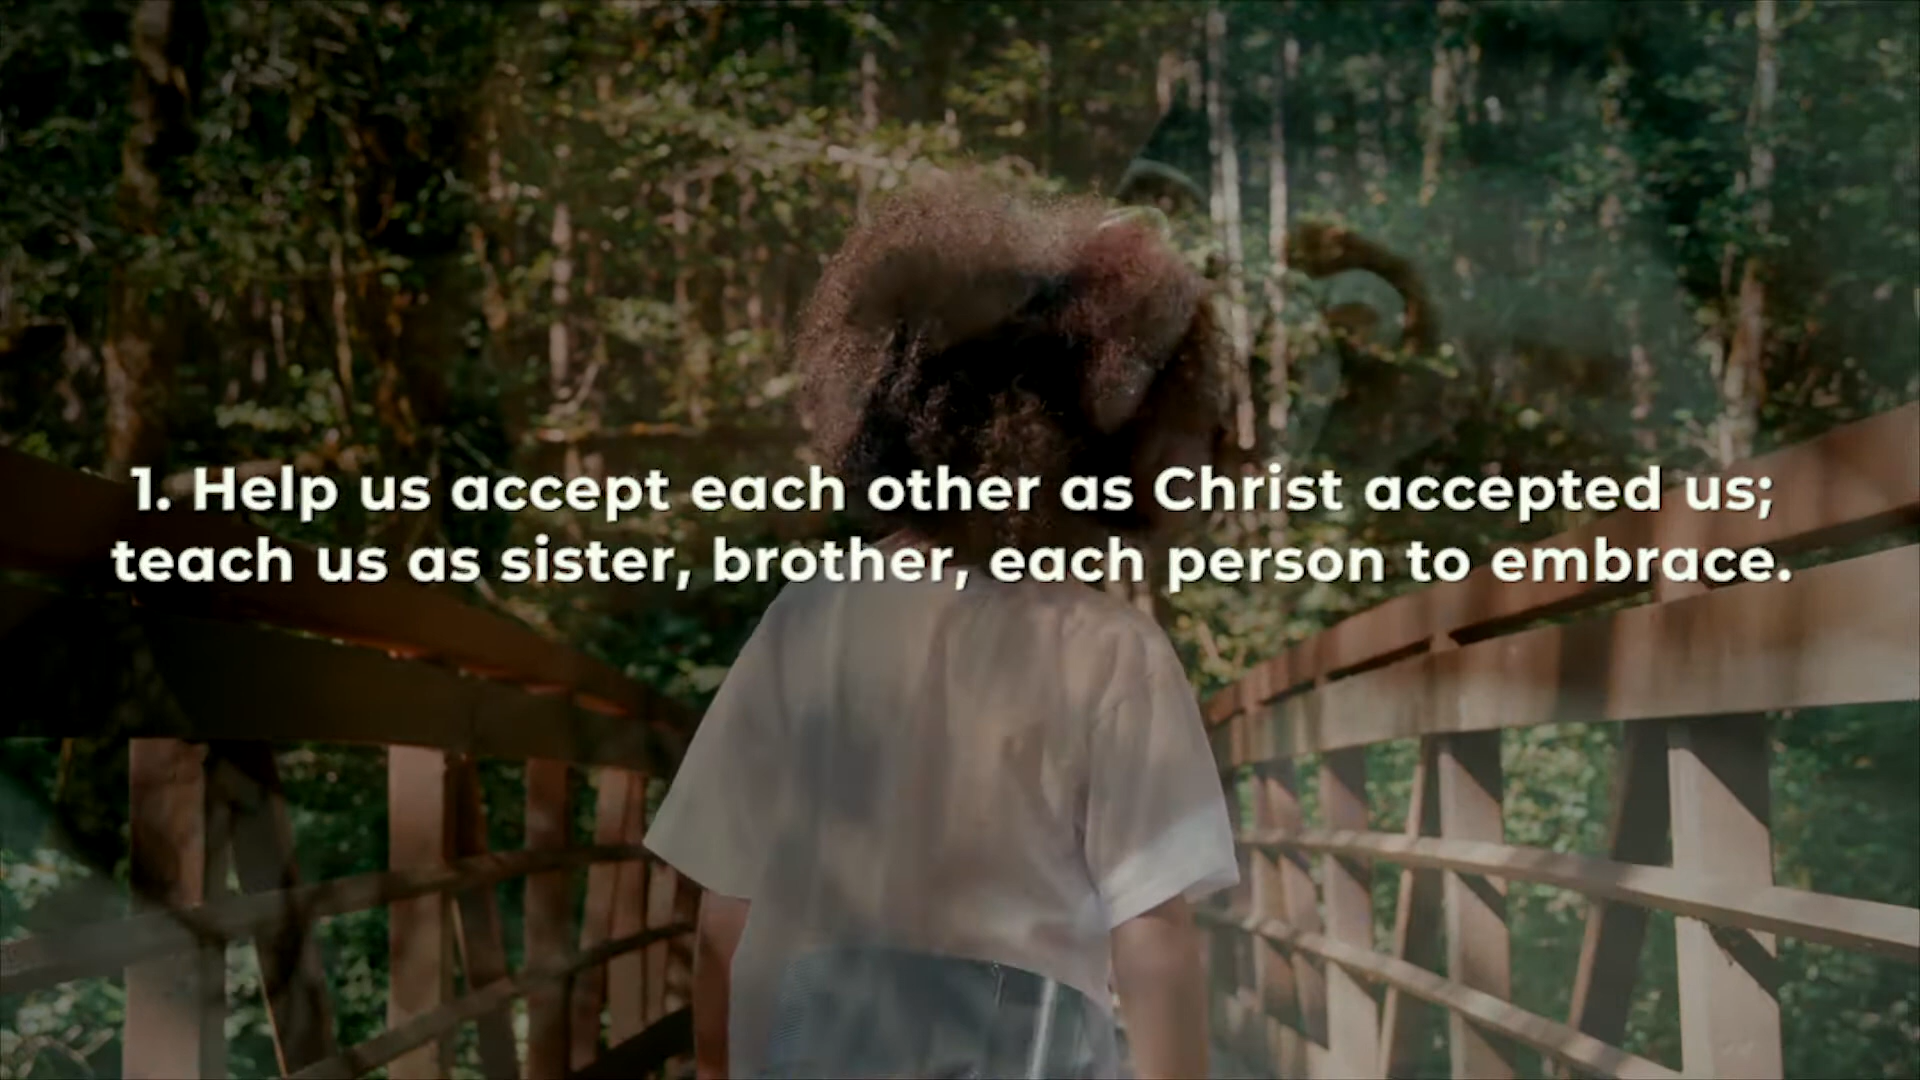 1. Help us accept each other as Christ accepted us;
teach us as sister, brother, each person to embrace.